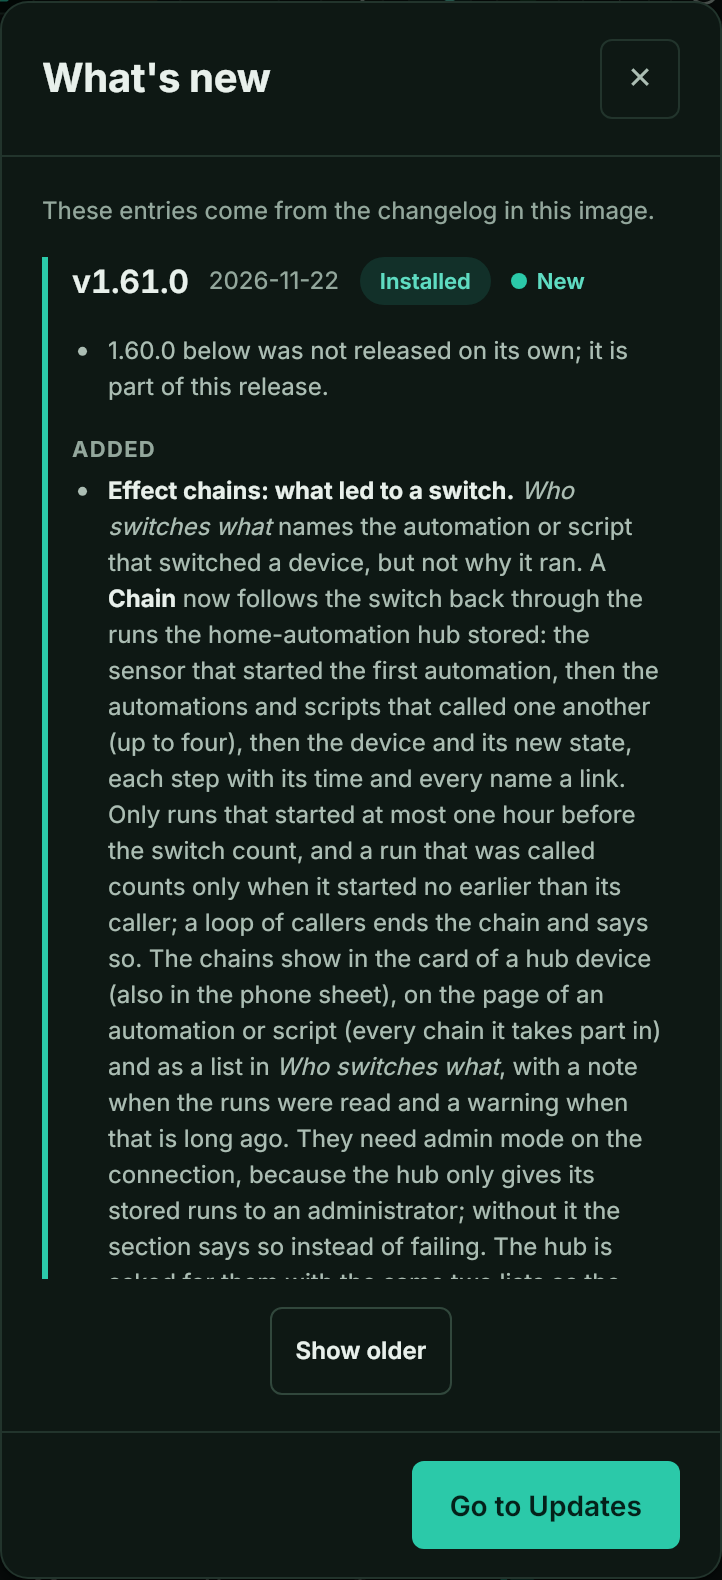 What's new
These entries come from the changelog in this image.
v1.61.0 2026-11-22 Installed New
1.60.0 below was not released on its own; it is
part of this release.
ADDED
Effect chains: what led to a switch. Who
switches what names the automation or script
that switched a device, but not why it ran. A
Chain now follows the switch back through the
runs the home-automation hub stored: the
sensor that started the first automation, then the
automations and scripts that called one another
(up to four), then the device and its new state,
each step with its time and every name a link.
Only runs that started at most one hour before
the switch count, and a run that was called
counts only when it started no earlier than its
caller; a loop of callers ends the chain and says
so. The chains show in the card of a hub device
(also in the phone sheet), on the page of an
automation or script (every chain it takes part in)
and as a list in Who switches what, with a note
when the runs were read and a warning when
that is long ago. They need admin mode on the
connection, because the hub only gives its
stored runs to an administrator; without it the
section says so instead of failing. The hub is
Show older
Go to Updates